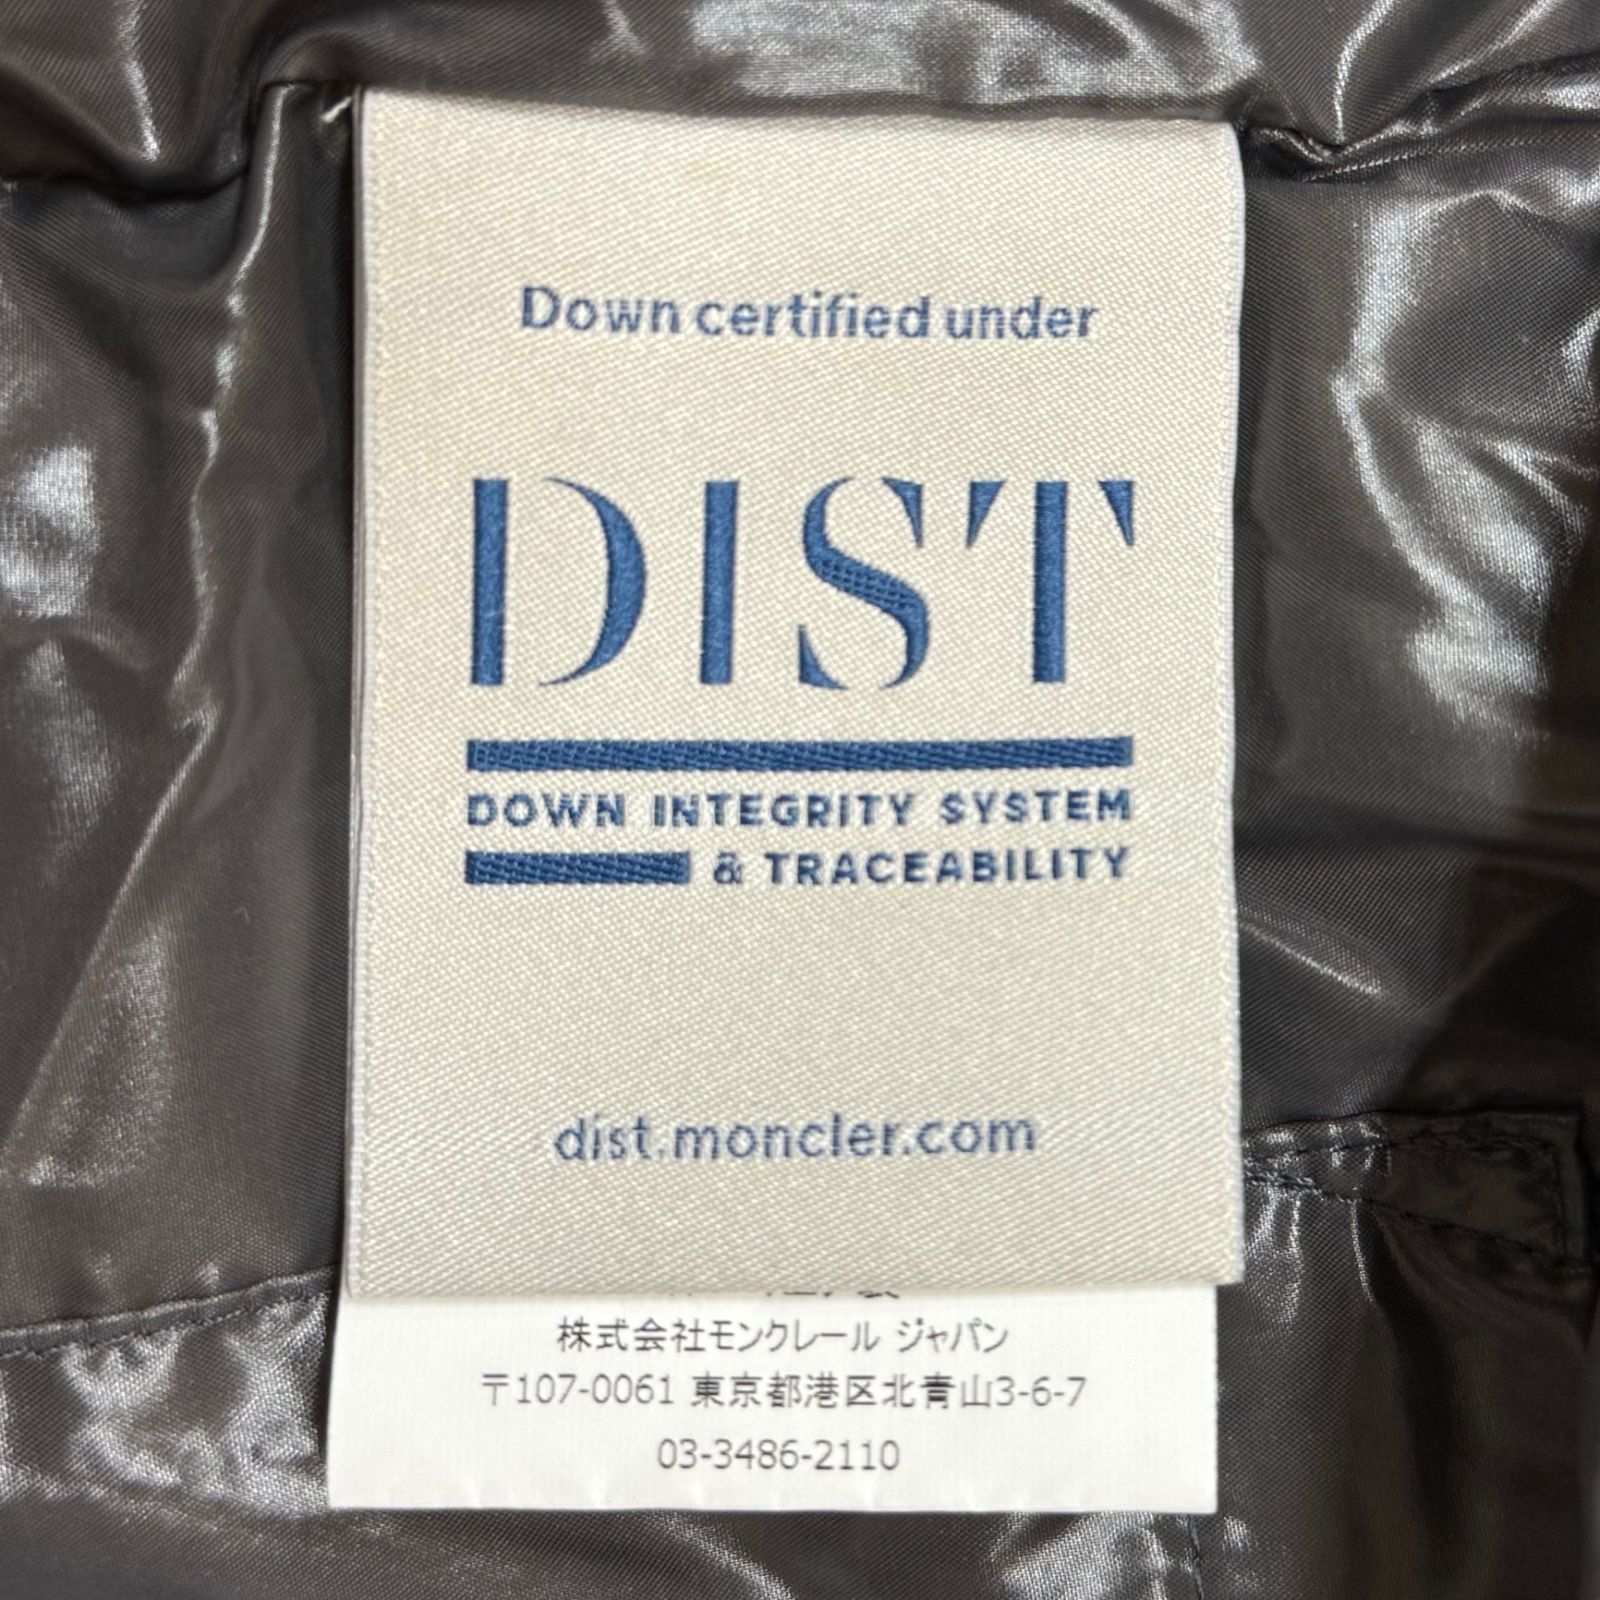 Down certified under
DIST
DOWN INTEGRITY SYSTEM
& TRACEABILITY
dist.moncler.com
株式会社モンクレール ジャパン
〒107-0061 東京都港区北青山3-6-7
03-3486-2110